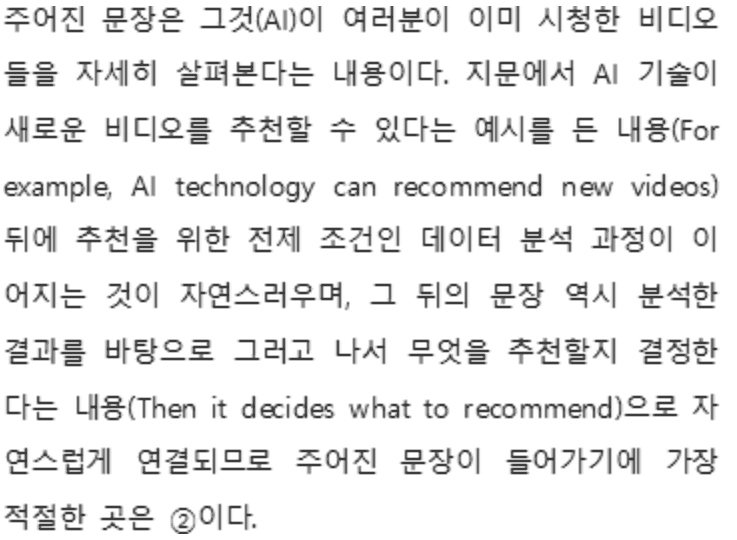 주어진 문장은 그것(AI)이 여러분이 이미 시청한 비디오
들을 자세히 살펴본다는 내용이다. 지문에서 AI 기술이
새로운 비디오를 추천할 수 있다는 예시를 든 내용(For
example, AI technology can recommend new videos)
뒤에 추천을 위한 전제 조건인 데이터 분석 과정이 이
어지는 것이 자연스러우며, 그 뒤의 문장 역시 분석한
결과를 바탕으로 그러고 나서 무엇을 추천할지 결정한
다는 내용(Then it decides what to recommend)으로 자
연스럽게 연결되므로 주어진 문장이 들어가기에 가장
적절한 곳은 ②이다.